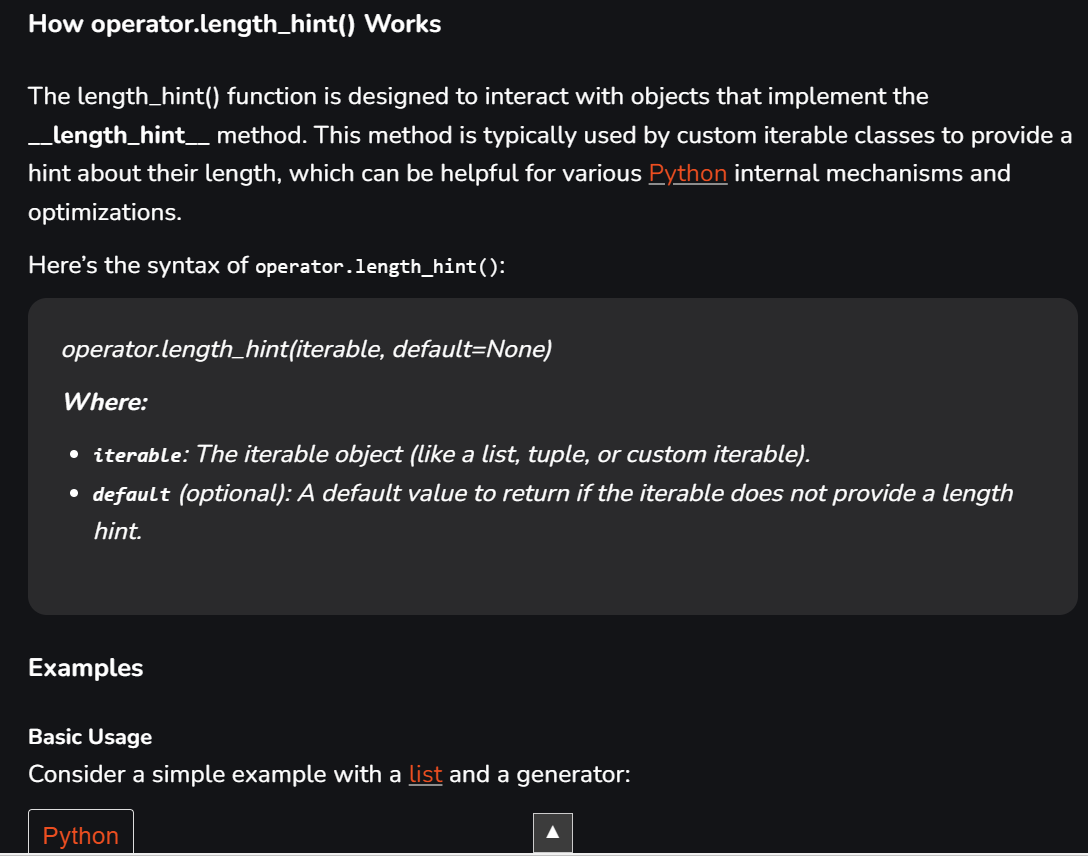 How operator.length_hint() Works
The length_hint() function is designed to interact with objects that implement the
__length_hint__ method. This method is typically used by custom iterable classes to provide a
hint about their length, which can be helpful for various Python internal mechanisms and
optimizations.
Here’s the syntax of operator.length_hint():
operator.length_hint(iterable, default=None)
Where:
• iterable: The iterable object (like a list, tuple, or custom iterable).
• default (optional): A default value to return if the iterable does not provide a length
hint.
Examples
Basic Usage
Consider a simple example with a list and a generator:
Python